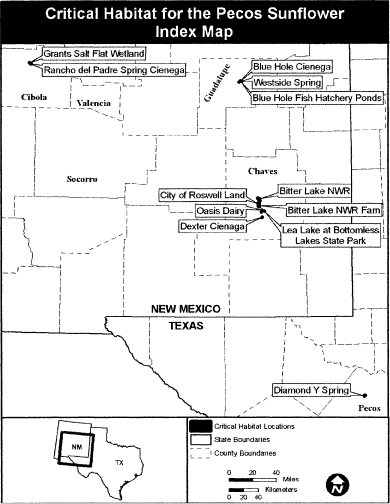 Critical Habitat for the Pecos Sunflower
Index Map
Grants Salt Flat Wetland
Rancho del Padre Spring Cienega
Cibola
Valencia
Guadalupe
Blue Hole Cienega
Westside Spring
Blue Hole Fish Hatchery Ponds
Socorro
Chaves
City of Roswell Land
Bitter Lake NWR
Oasis Dairy
Bitter Lake NWR Farm
Dexter Cienaga
Lea Lake at Bottomless
Lakes State Park
NEW MEXICO
TEXAS
Diamond Y Spring
Pecos
NM
TX
Critical Habitat Locations
State Boundaries
County Boundaries
0 20 40
Miles
Kilometers
0 20 40
N